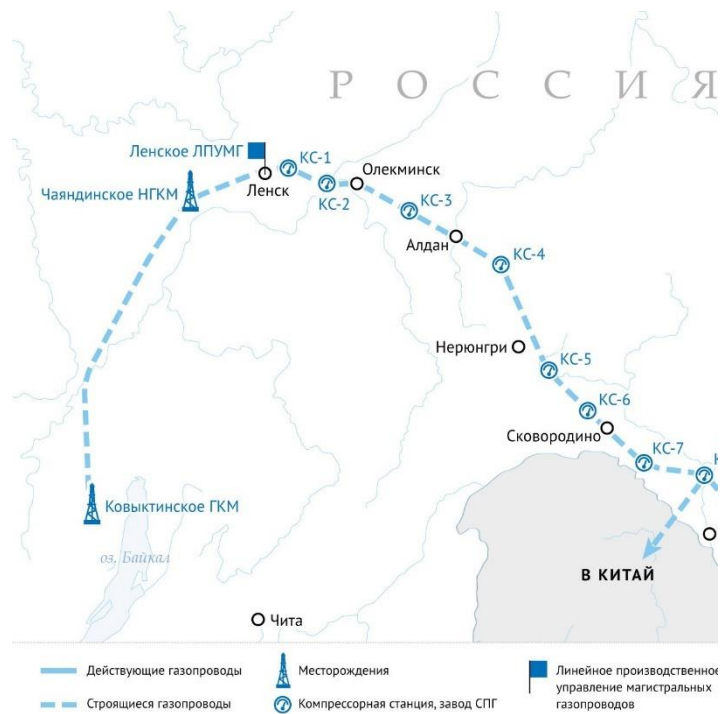 РОССИЯ
Ленское ЛПУМГ
КС-1
Олекминск
Чаяндинское НГКМ
Ленск
КС-2
КС-3
Алдан
КС-4
Нерюнгри
КС-5
КС-6
Сковородино
КС-7
К
Ковыктинское ГКМ
оз. Байкал
В КИТАЙ
Чита
Действующие газопроводы
Месторождения
Линейное производственное
управление магистральных
газопроводов
Строящиеся газопроводы
Компрессорная станция, завод СПГ